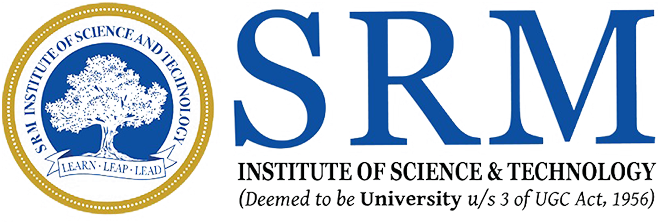 SRM INSTITUTE OF SCIENCE AND TECHNOLOGY
LEARN · LEAP · LEAD
SRM
INSTITUTE OF SCIENCE & TECHNOLOGY
(Deemed to be University u/s 3 of UGC Act, 1956)